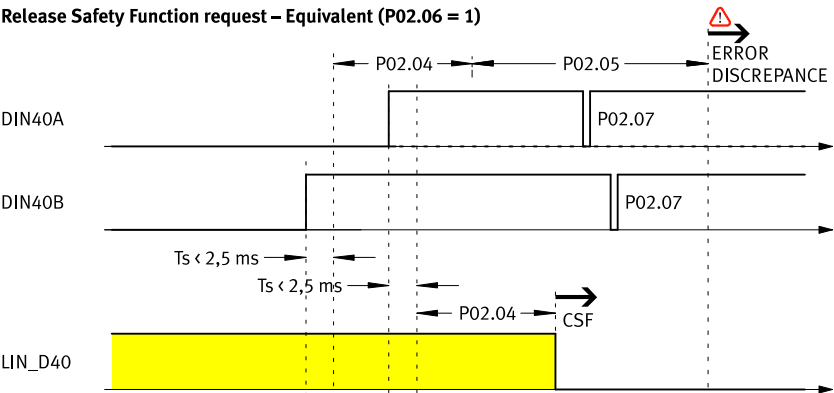 Release Safety Function request – Equivalent (P02.06 = 1)
P02.04
P02.05
ERROR
DISCREPANCE
DIN40A
P02.07
DIN40B
P02.07
Ts < 2,5 ms
Ts < 2,5 ms
P02.04
CSF
LIN_D40